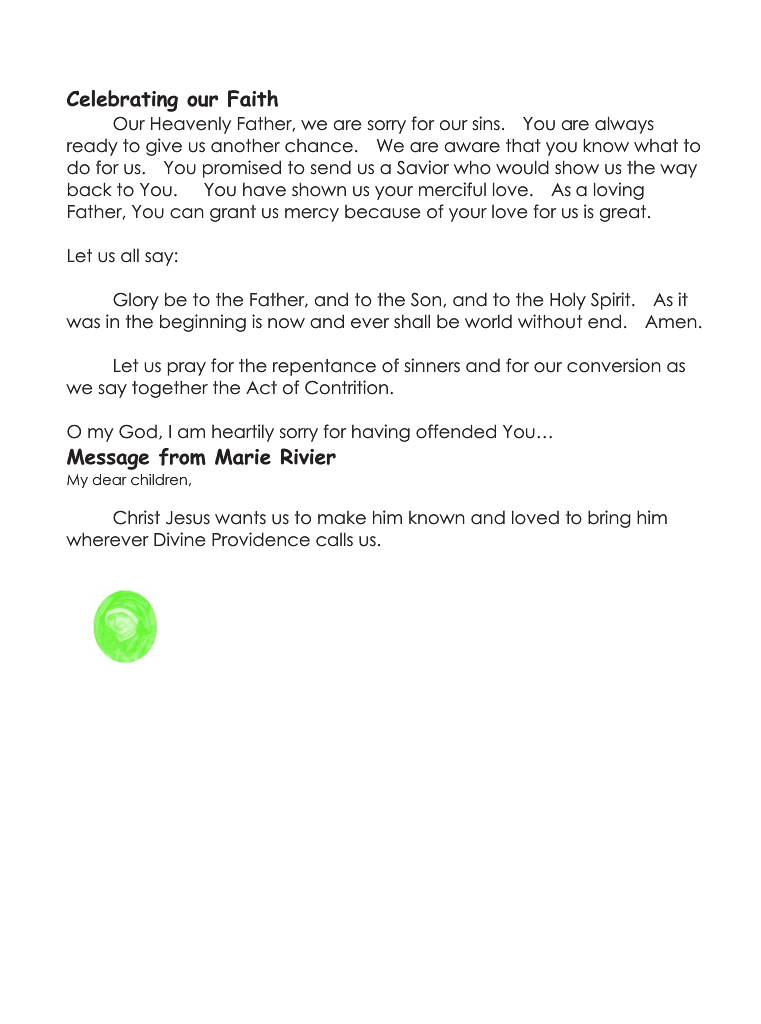 Celebrating our Faith
Our Heavenly Father, we are sorry for our sins. You are always
ready to give us another chance. We are aware that you know what to
do for us. You promised to send us a Savior who would show us the way
back to You. You have shown us your merciful love. As a loving
Father, You can grant us mercy because of your love for us is great.
Let us all say:
Glory be to the Father, and to the Son, and to the Holy Spirit. As it
was in the beginning is now and ever shall be world without end. Amen.
Let us pray for the repentance of sinners and for our conversion as
we say together the Act of Contrition.
O my God, I am heartily sorry for having offended You…
Message from Marie Rivier
My dear children,
Christ Jesus wants us to make him known and loved to bring him
wherever Divine Providence calls us.